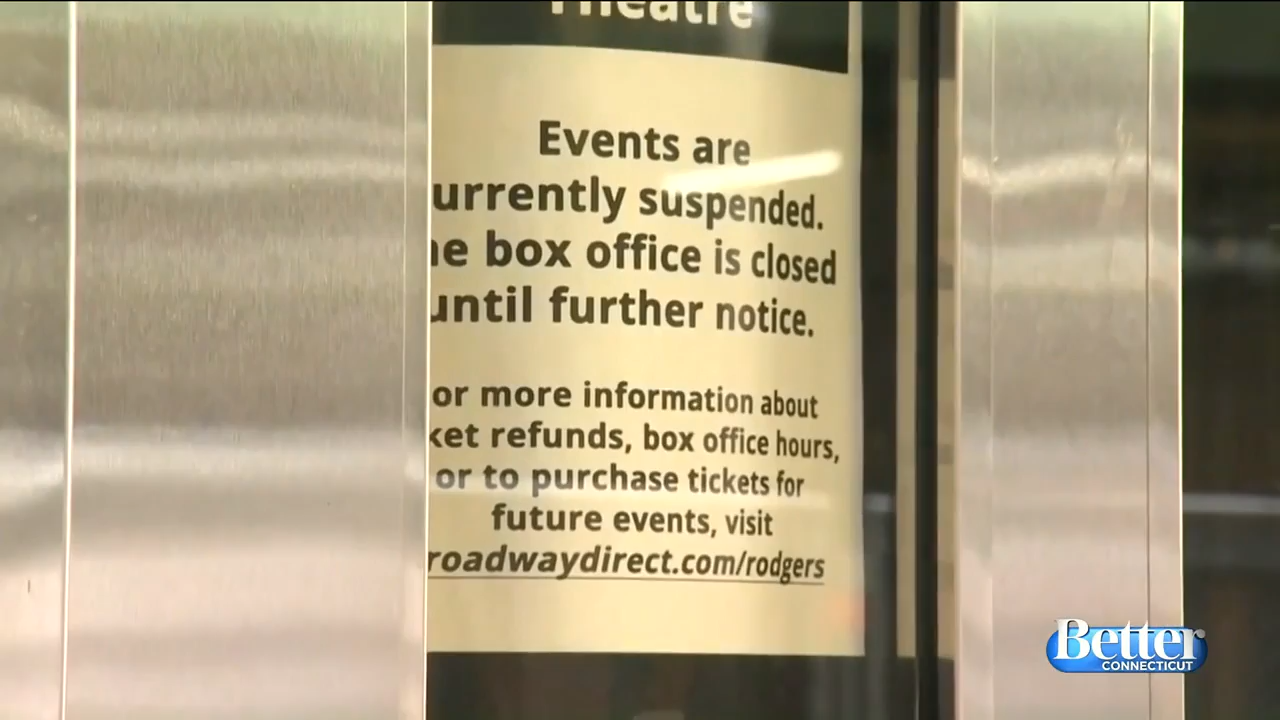 Theatre
Events are
urrently suspended.
he box office is closed
until further notice.
or more information about
ket refunds, box office hours,
or to purchase tickets for
future events, visit
roadwaydirect.com/rodgers
Better
CONNECTICUT